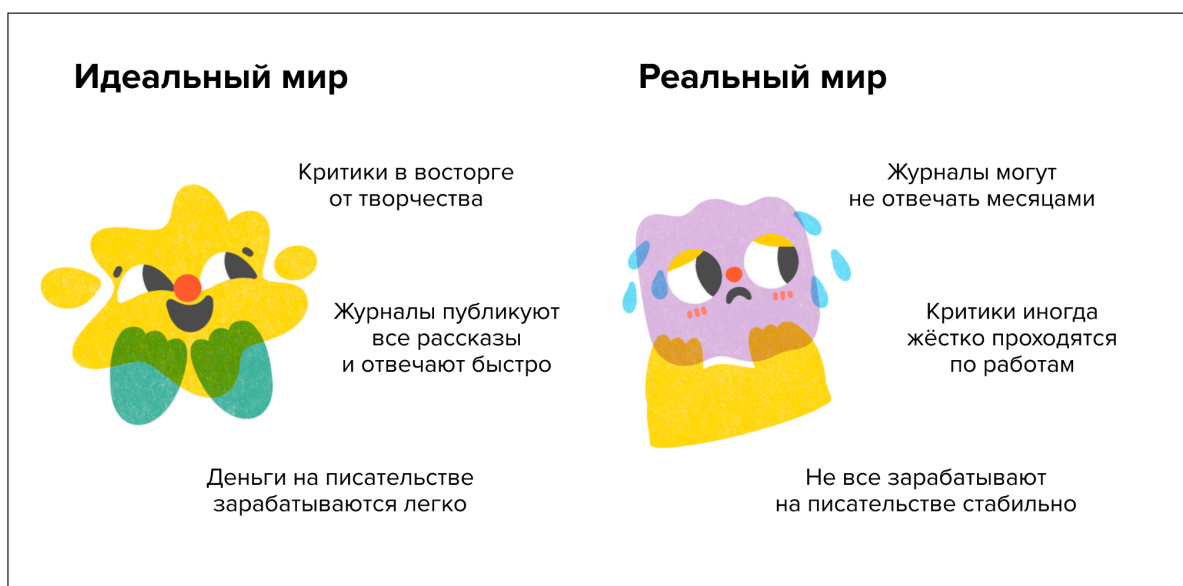 Идеальный мир
Критики в восторге
от творчества
Журналы публикуют
все рассказы
и отвечают быстро
Деньги на писательстве
зарабатываются легко
Реальный мир
Журналы могут
не отвечать месяцами
Критики иногда
жёстко проходятся
по работам
Не все зарабатывают
на писательстве стабильно